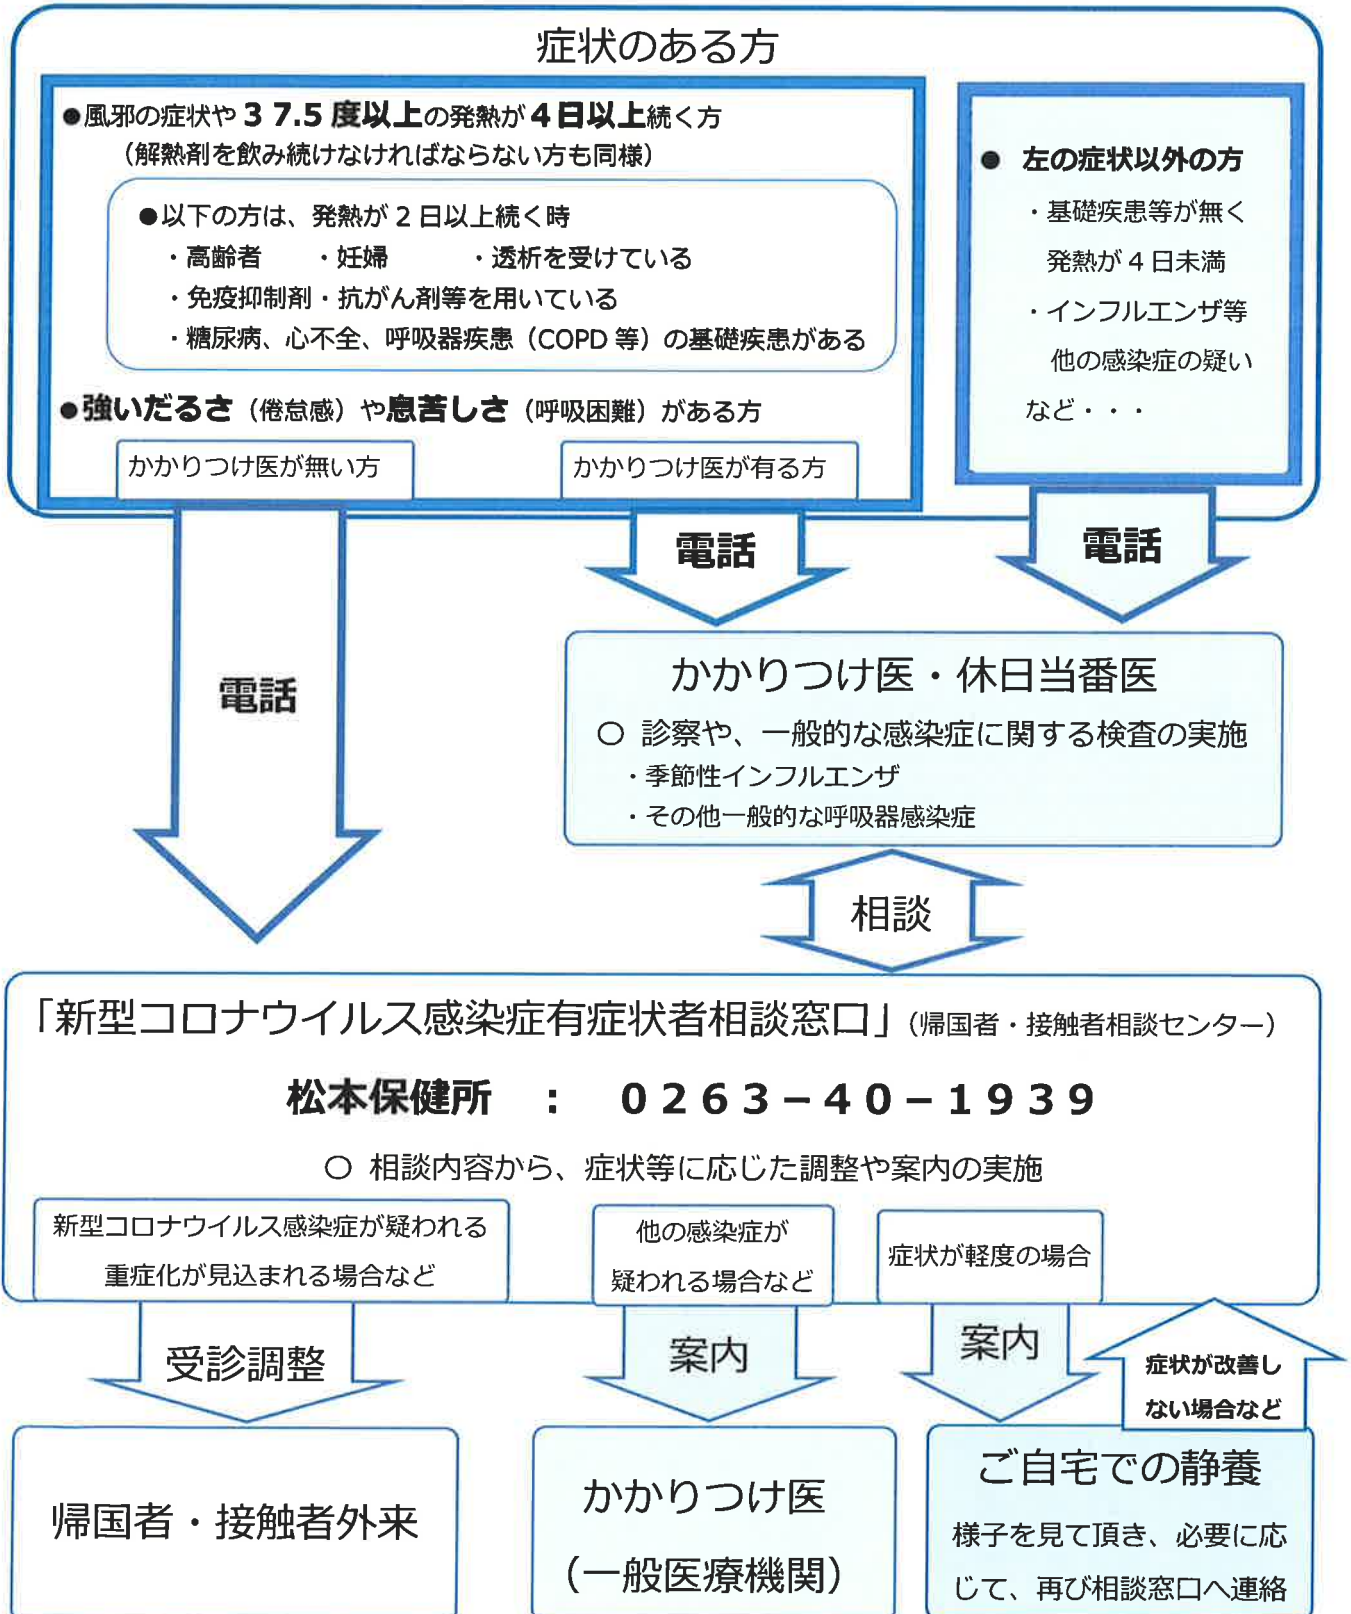 症状のある方
●風邪の症状や３７.５度以上の発熱が４日以上続く方
（解熱剤を飲み続けなければならない方も同様）
●以下の方は、発熱が２日以上続く時
・高齢者　　・妊婦　　　・透析を受けている
・免疫抑制剤・抗がん剤等を用いている
・糖尿病、心不全、呼吸器疾患（COPD 等）の基礎疾患がある
●強いだるさ（倦怠感）や息苦しさ（呼吸困難）がある方
かかりつけ医が無い方
かかりつけ医が有る方
●　左の症状以外の方
・基礎疾患等が無く
発熱が４日未満
・インフルエンザ等
他の感染症の疑い
など・・・
電話
電話
電話
かかりつけ医・休日当番医
○ 診察や、一般的な感染症に関する検査の実施
・季節性インフルエンザ
・その他一般的な呼吸器感染症
相談
「新型コロナウイルス感染症有症状者相談窓口」（帰国者・接触者相談センター）
松本保健所　：　０２６３－４０－１９３９
○ 相談内容から、症状等に応じた調整や案内の実施
新型コロナウイルス感染症が疑われる
重症化が見込まれる場合など
他の感染症が
疑われる場合など
症状が軽度の場合
受診調整
案内
案内
症状が改善し
ない場合など
帰国者・接触者外来
かかりつけ医
（一般医療機関）
ご自宅での静養
様子を見て頂き、必要に応
じて、再び相談窓口へ連絡